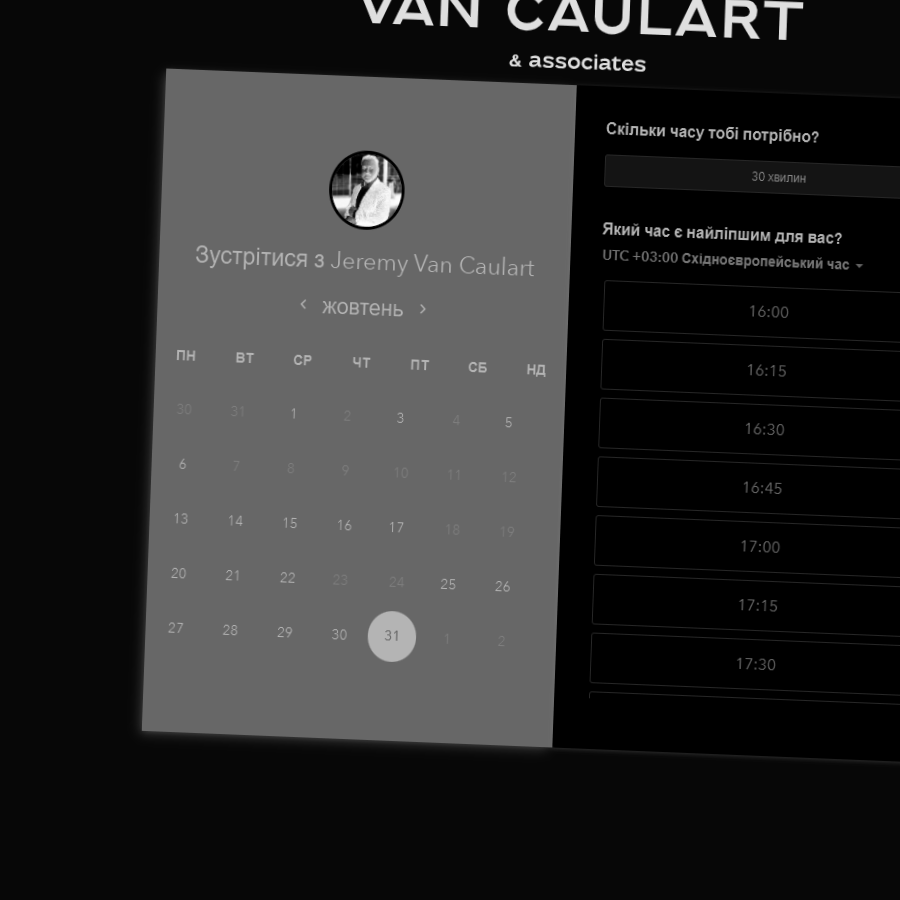 VAN CAULART
& associates
Зустрітися з Jeremy Van Caulart
жовтень
ПН ВТ СР ЧТ ПТ СБ НД
30 31 1 2 3 4 5
6 7 8 9 10 11 12
13 14 15 16 17 18 19
20 21 22 23 24 25 26
27 28 29 30 31 1 2
Скільки часу тобі потрібно?
30 хвилин
Який час є найліпшим для вас?
UTC +03:00 Східноєвропейський час
16:00
16:15
16:30
16:45
17:00
17:15
17:30